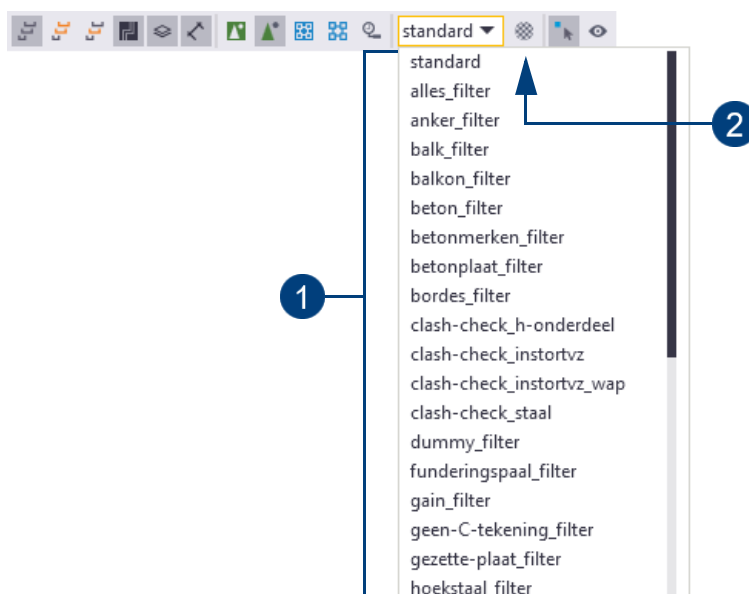 standard
standard
alles_filter
anker_filter
2
balk_filter
balkon_filter
beton_filter
betonmerken_filter
betonplaat_filter
bordes_filter
1
clash-check_h-onderdeel
clash-check_instortvz
clash-check_instortvz_wap
clash-check_staal
dummy_filter
funderingspaal_filter
gain_filter
geen-C-tekening_filter
gezette-plaat_filter
hoekstaal_filter